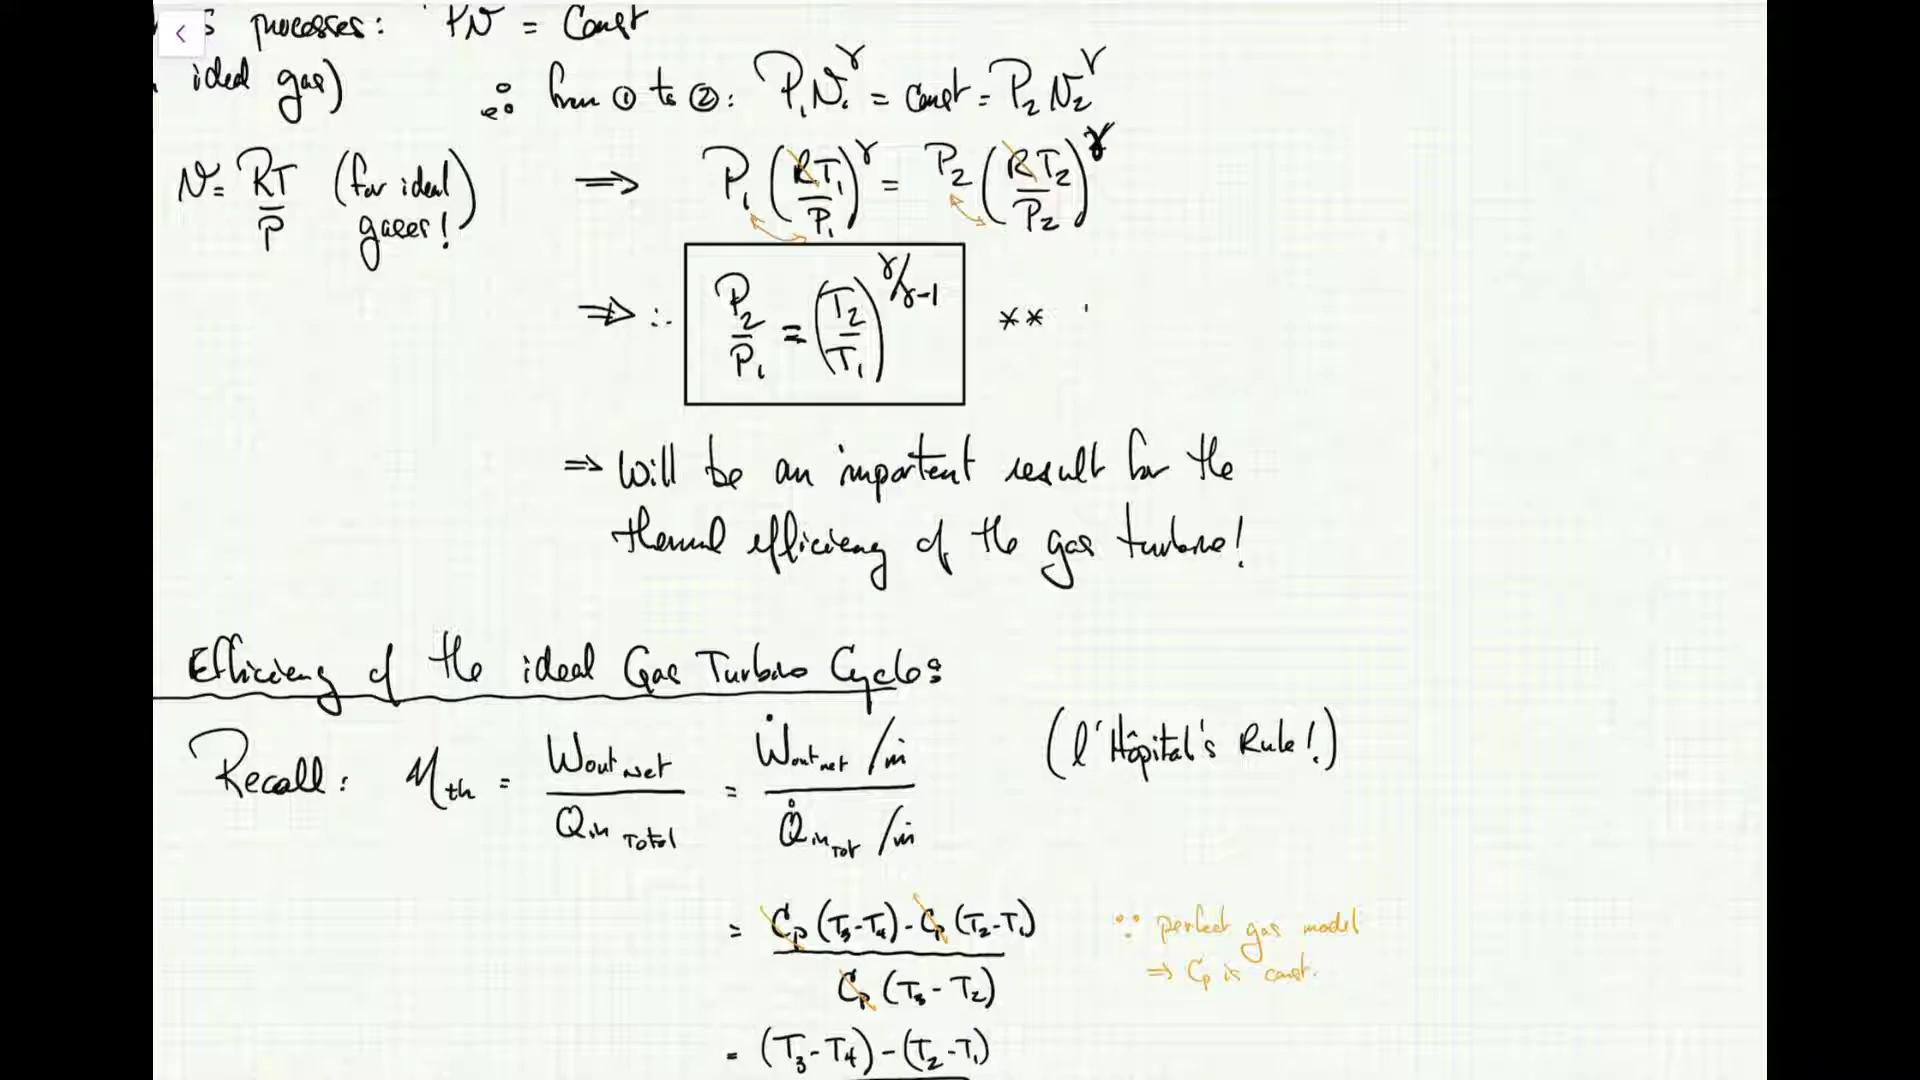 s processes: PV = Const
ideal gas)
∴ from ① to ②: P₁V₁^γ = const = P₂V₂^γ
V = RT/P (for ideal gases!) ⇒ P₁(RT₁/P₁)^γ = P₂(RT₂/P₂)^γ
⇒ ∴ P₂/P₁ = (T₂/T₁)^γ/γ-1 **
⇒ Will be an important result for the
thermal efficiency of the gas turbine!
Efficiency of the ideal Gas Turbine Cycle:
Recall: η_th = W_out net / Q_in Total = Ẇ_out net /ṁ / Q̇_in Tot /ṁ (l'Hôpital's Rule!)
= Cp (T₃-T₄) - Cp (T₂-T₁) / Cp (T₃ - T₂) ∵ perfect gas model
⇒ Cp is const.
= (T₃-T₄) - (T₂-T₁)